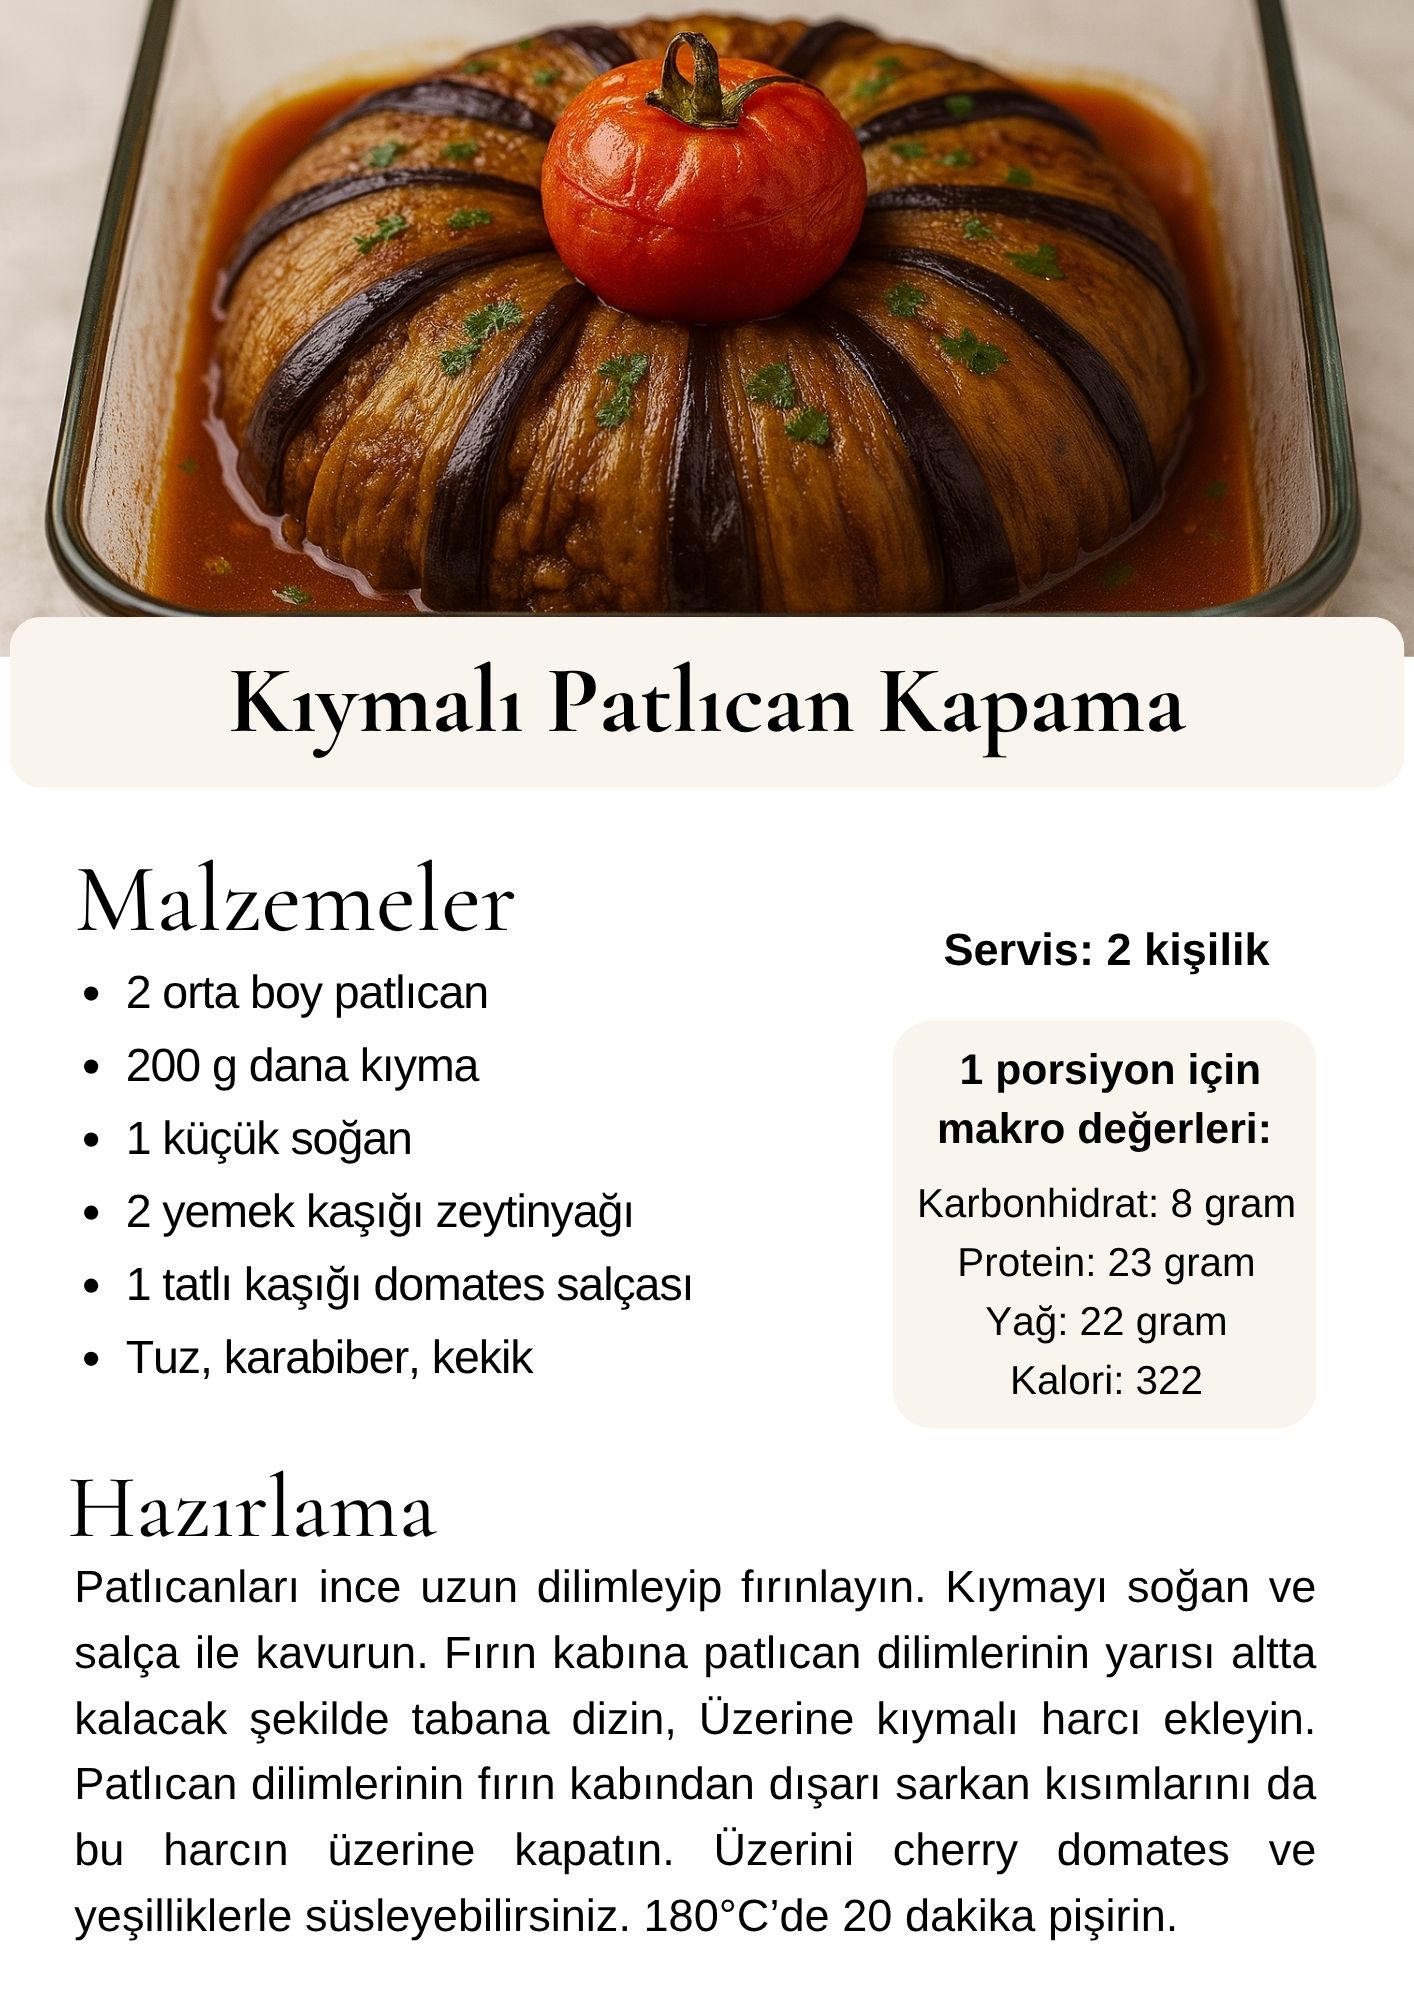 Kıymalı Patlıcan Kapama
Malzemeler
• 2 orta boy patlıcan
• 200 g dana kıyma
• 1 küçük soğan
• 2 yemek kaşığı zeytinyağı
• 1 tatlı kaşığı domates salçası
• Tuz, karabiber, kekik
Servis: 2 kişilik
1 porsiyon için
makro değerleri:
Karbonhidrat: 8 gram
Protein: 23 gram
Yağ: 22 gram
Kalori: 322
Hazırlama
Patlıcanları ince uzun dilimleyip fırınlayın. Kıymayı soğan ve
salça ile kavurun. Fırın kabına patlıcan dilimlerinin yarısı altta
kalacak şekilde tabana dizin, Üzerine kıymalı harcı ekleyin.
Patlıcan dilimlerinin fırın kabından dışarı sarkan kısımlarını da
bu harcın üzerine kapatın. Üzerini cherry domates ve
yeşilliklerle süsleyebilirsiniz. 180°C’de 20 dakika pişirin.